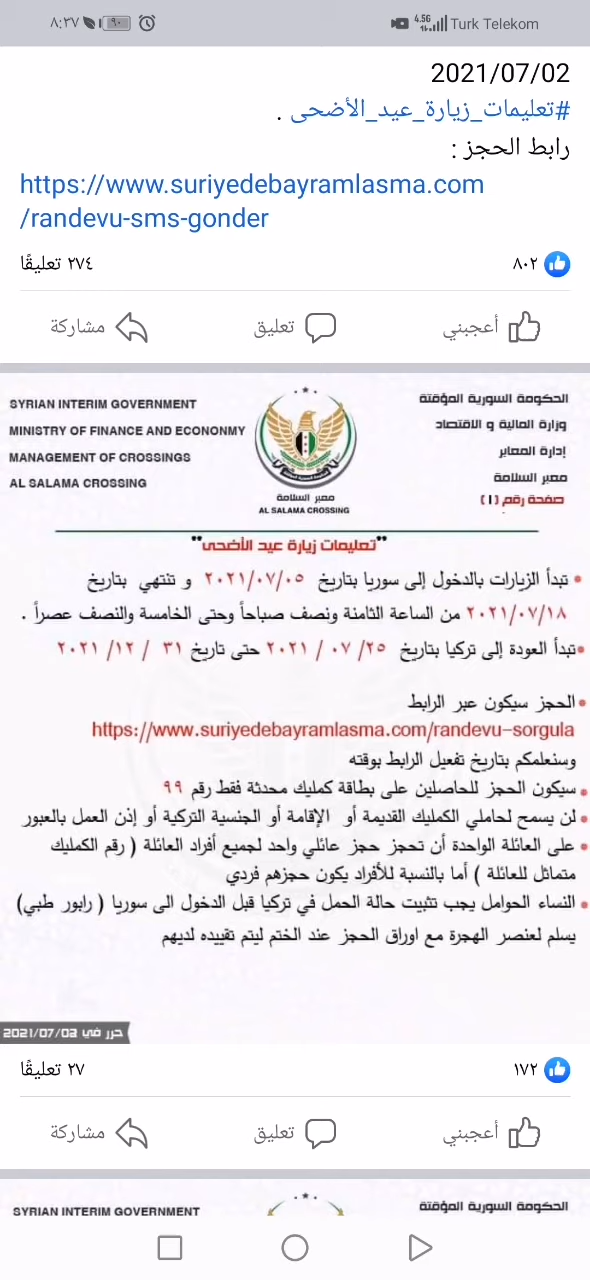 ٨:٣٧ ٩٠ 4.5G Turk Telekom
2021/07/02
#تعليمات_زيارة_عيد_الأضحى .
رابط الحجز :
https://www.suriyedebayramlasma.com
/randevu-sms-gonder
٨٠٢ ٢٧٤ تعليقًا
أعجبني تعليق مشاركة
SYRIAN INTERIM GOVERNMENT
MINISTRY OF FINANCE AND ECONONMY
MANAGEMENT OF CROSSINGS
AL SALAMA CROSSING
معبر السلامة
AL SALAMA CROSSING
الحكومة السورية المؤقتة
وزارة المالية و الاقتصاد
إدارة المعابر
معبر السلامة
صفحة رقم (١)
"تعليمات زيارة عيد الأضحى"
• تبدأ الزيارات بالدخول إلى سوريا بتاريخ ٢٠٢١/٠٧/٠٥ و تنتهي بتاريخ
٢٠٢١/٠٧/١٨ من الساعة الثامنة ونصف صباحاً وحتى الخامسة والنصف عصراً .
• تبدأ العودة إلى تركيا بتاريخ ٢٠٢١ / ٠٧ /٢٥ حتى تاريخ ٣١ / ١٢/ ٢٠٢١
• الحجز سيكون عبر الرابط
https://www.suriyedebayramlasma.com/randevu-sorgula
وسنعلمكم بتاريخ تفعيل الرابط بوقته
• سيكون الحجز للحاصلين على بطاقة كمليك محدثة فقط رقم ٩٩
• لن يسمح لحاملي الكمليك القديمة أو الإقامة أو الجنسية التركية أو إذن العمل بالعبور
• على العائلة الواحدة أن تحجز حجز عائلي واحد لجميع أفراد العائلة ( رقم الكمليك
متماثل للعائلة ) أما بالنسبة للأفراد يكون حجزهم فردي
• النساء الحوامل يجب تثبيت حالة الحمل في تركيا قبل الدخول الى سوريا ( رابور طبي)
يسلم لعنصر الهجرة مع اوراق الحجز عند الختم ليتم تقييده لديهم
حرر في 2021/07/02
١٧٢ ٢٧ تعليقًا
أعجبني تعليق مشاركة
SYRIAN INTERIM GOVERNMENT
الحكومة السورية المؤقتة